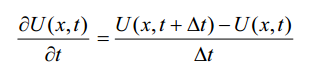 ∂U(x,t)/∂t = (U(x,t + Δt) − U(x,t))/Δt